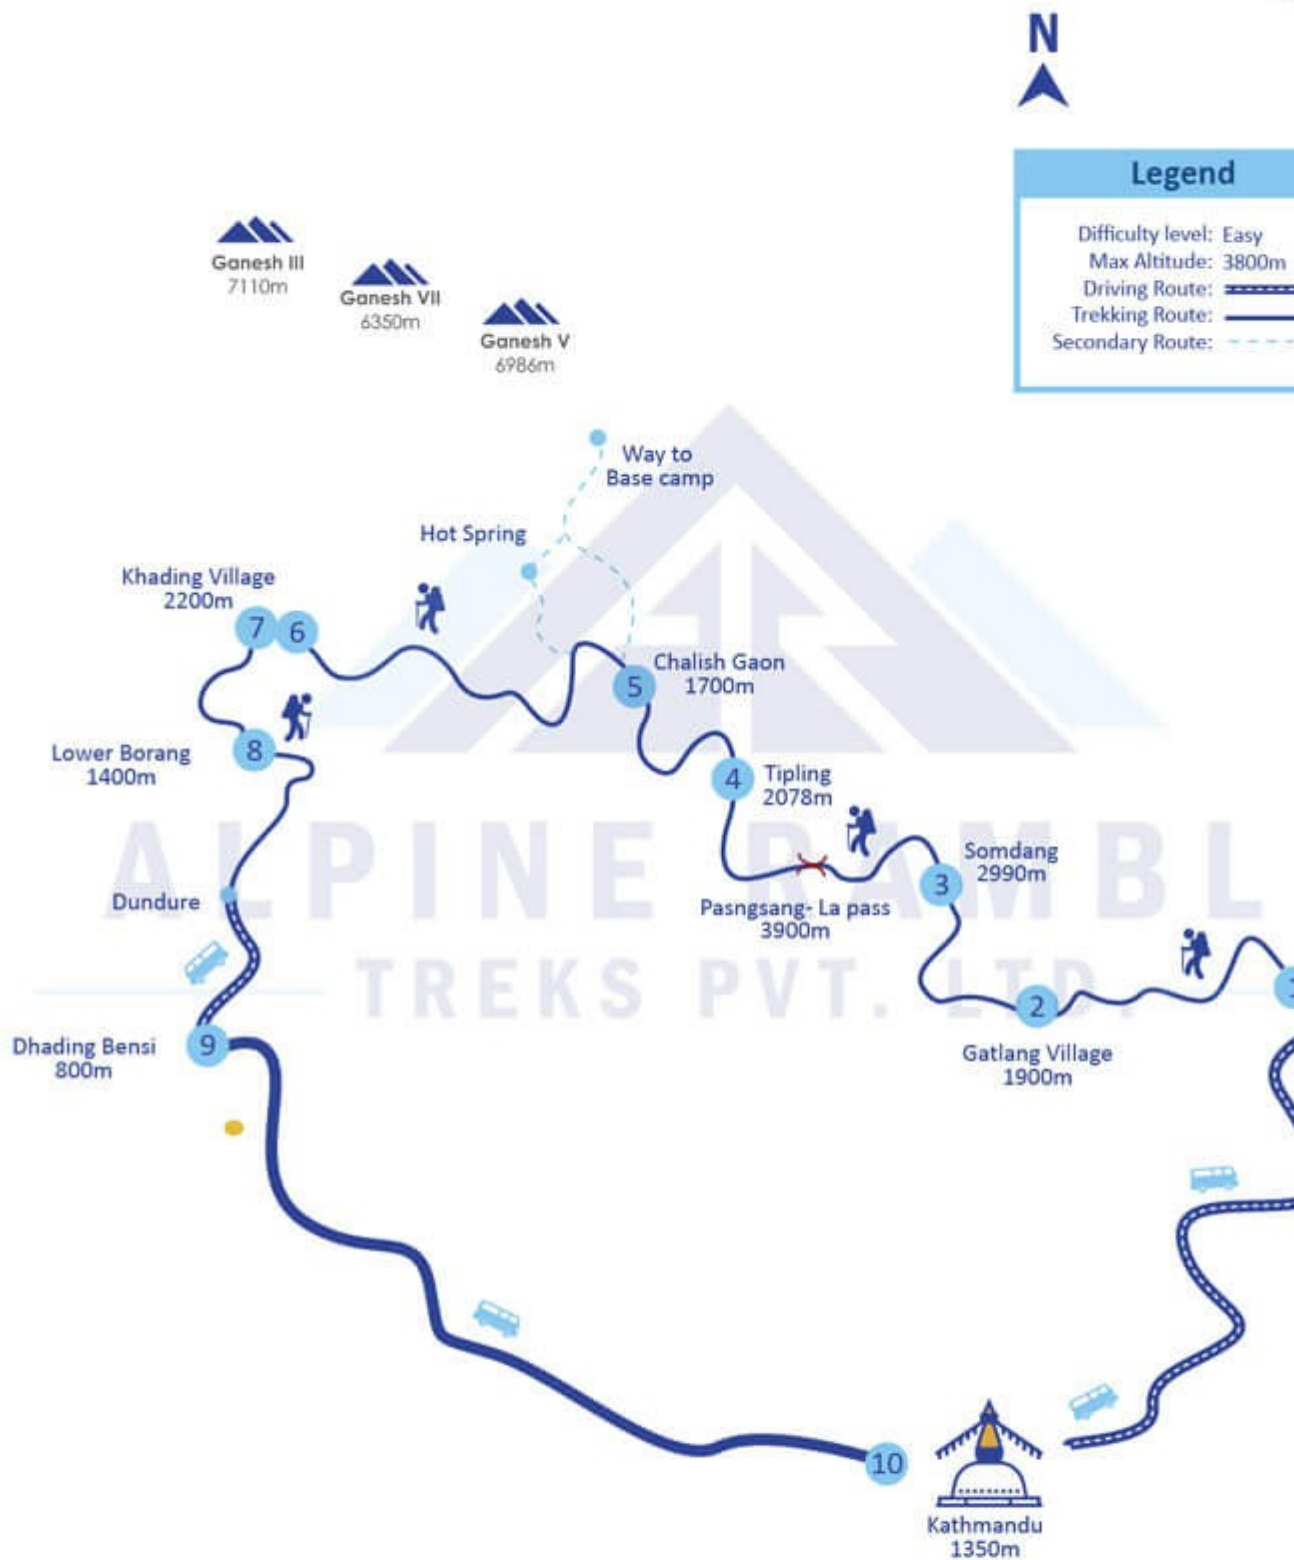 N
Legend
Difficulty level: Easy
Max Altitude: 3800m
Driving Route:
Trekking Route:
Secondary Route:
Ganesh III
7110m
Ganesh VII
6350m
Ganesh V
6986m
Way to
Base camp
Hot Spring
Khading Village
2200m
7
6
Chalish Gaon
1700m
5
Lower Borang
1400m
8
4
Tipling
2078m
ALPINE RAMBL
TREKS PVT. LTD.
Somdang
2990m
3
Dundure
Pasngsang- La pass
3900m
2
Gatlang Village
1900m
1
Dhading Bensi
800m
9
10
Kathmandu
1350m